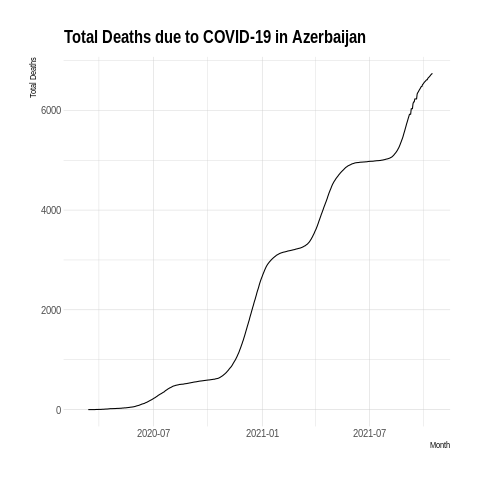 Total Deaths due to COVID-19 in Azerbaijan
Total Deaths
6000
4000
2000
0
2020-07 2021-01 2021-07
Month